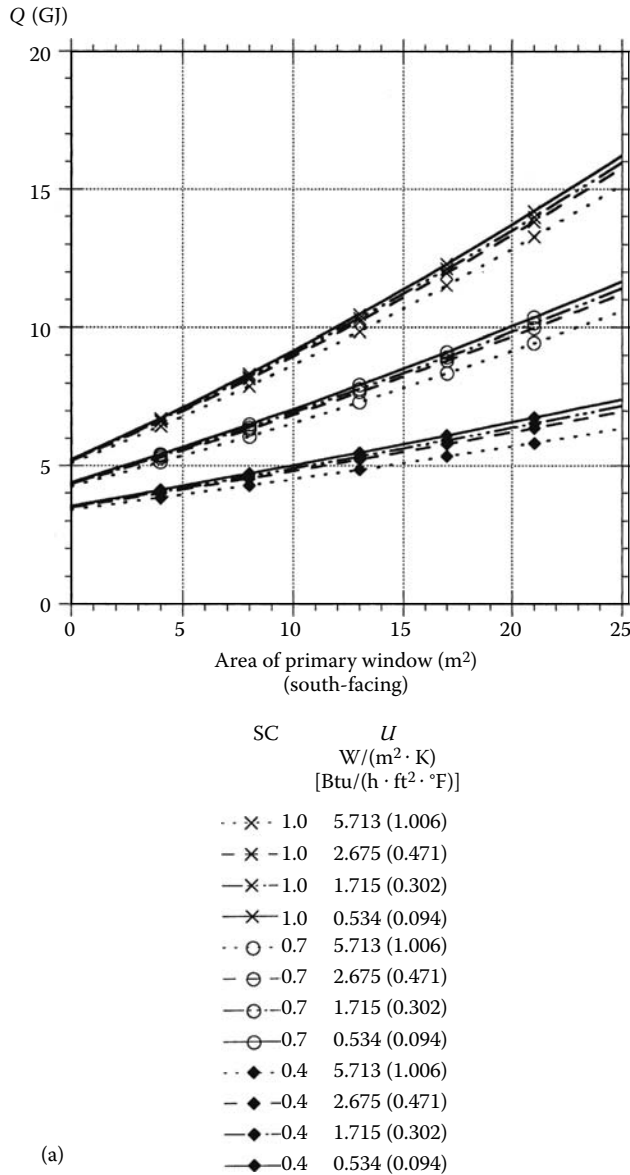 Q (GJ)
20
15
10
5
0
0 5 10 15 20 25
Area of primary window (m²)
(south-facing)
SC U
W/(m² · K)
[Btu/(h · ft² · °F)]
1.0 5.713 (1.006)
1.0 2.675 (0.471)
1.0 1.715 (0.302)
1.0 0.534 (0.094)
0.7 5.713 (1.006)
0.7 2.675 (0.471)
0.7 1.715 (0.302)
0.7 0.534 (0.094)
0.4 5.713 (1.006)
0.4 2.675 (0.471)
0.4 1.715 (0.302)
(a) 0.4 0.534 (0.094)